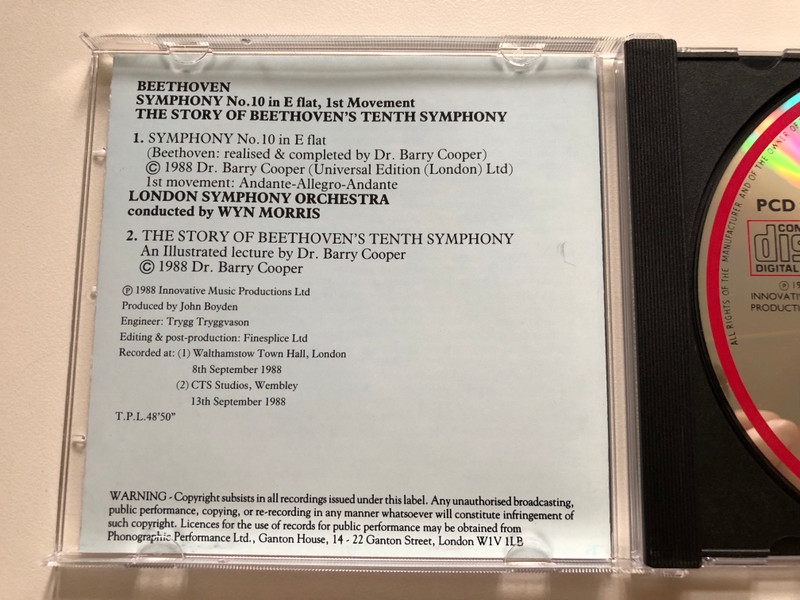 BEETHOVEN
SYMPHONY No.10 in E flat, 1st Movement
THE STORY OF BEETHOVEN'S TENTH SYMPHONY
1. SYMPHONY No.10 in E flat
(Beethoven: realised & completed by Dr. Barry Cooper)
© 1988 Dr. Barry Cooper (Universal Edition (London) Ltd)
1st movement: Andante-Allegro-Andante
LONDON SYMPHONY ORCHESTRA
conducted by WYN MORRIS
2. THE STORY OF BEETHOVEN'S TENTH SYMPHONY
An Illustrated lecture by Dr. Barry Cooper
© 1988 Dr. Barry Cooper
℗ 1988 Innovative Music Productions Ltd
Produced by John Boyden
Engineer: Trygg Tryggvason
Editing & post-production: Finesplice Ltd
Recorded at: (1) Walthamstow Town Hall, London
8th September 1988
(2) CTS Studios, Wembley
13th September 1988
T.P.L.48'50"
WARNING - Copyright subsists in all recordings issued under this label. Any unauthorised broadcasting,
public performance, copying, or re-recording in any manner whatsoever will constitute infringement of
such copyright. Licences for the use of records for public performance may be obtained from
Phonographic Performance Ltd., Ganton House, 14 - 22 Ganton Street, London W1V 1LB
PCD
DIGITAL
ALL RIGHTS OF THE MANUFACTURER AND OF THE OWNER OF